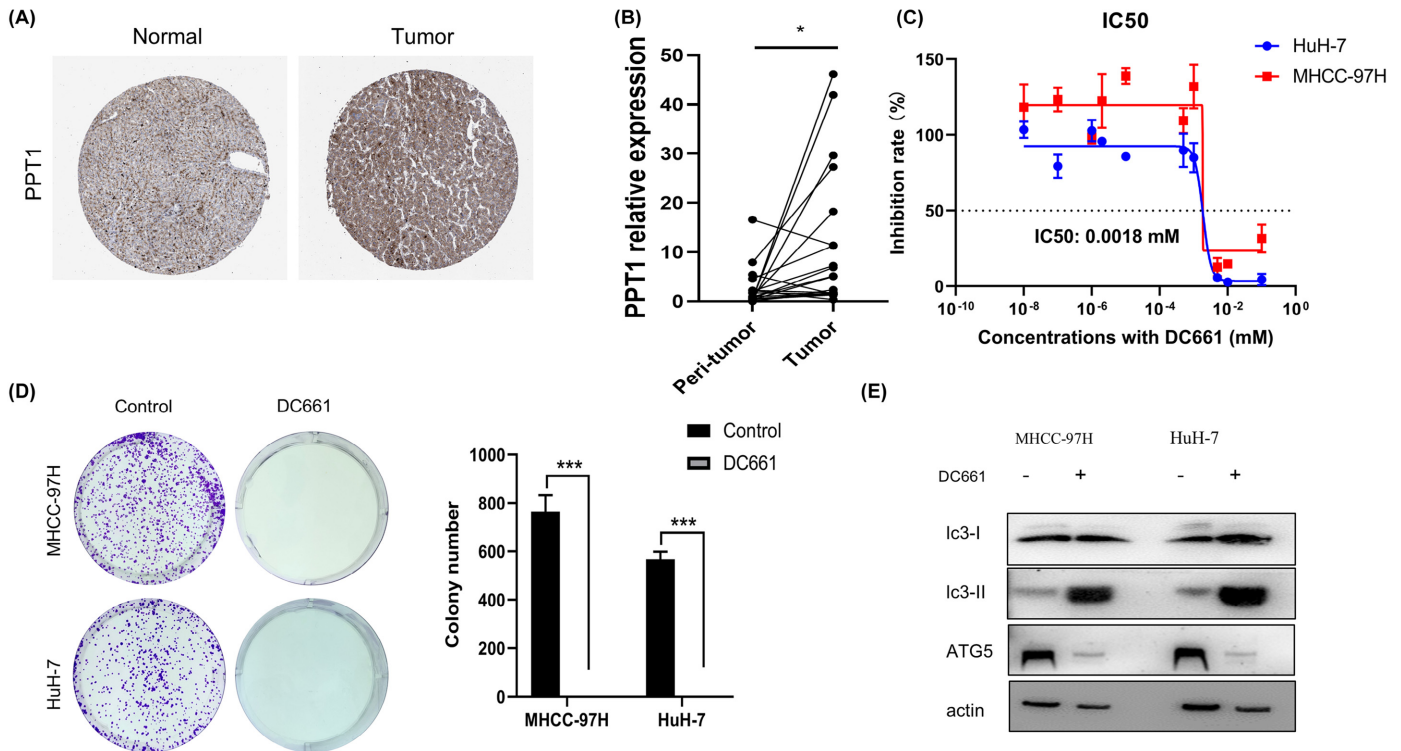 (A)
Normal
Tumor
PPT1
(B)
*
PPT1 relative expression
50
40
30
20
10
0
Peri-tumor
Tumor
(C)
IC50
HuH-7
MHCC-97H
Inhibition rate (%)
150
100
50
0
IC50: 0.0018 mM
10-10
10-8
10-6
10-4
10-2
100
Concentrations with DC661 (mM)
(D)
Control
DC661
MHCC-97H
HuH-7
Control
DC661
Colony number
1000
800
600
400
200
0
***
***
MHCC-97H
HuH-7
(E)
MHCC-97H
HuH-7
DC661
-
+
-
+
lc3-I
lc3-II
ATG5
actin